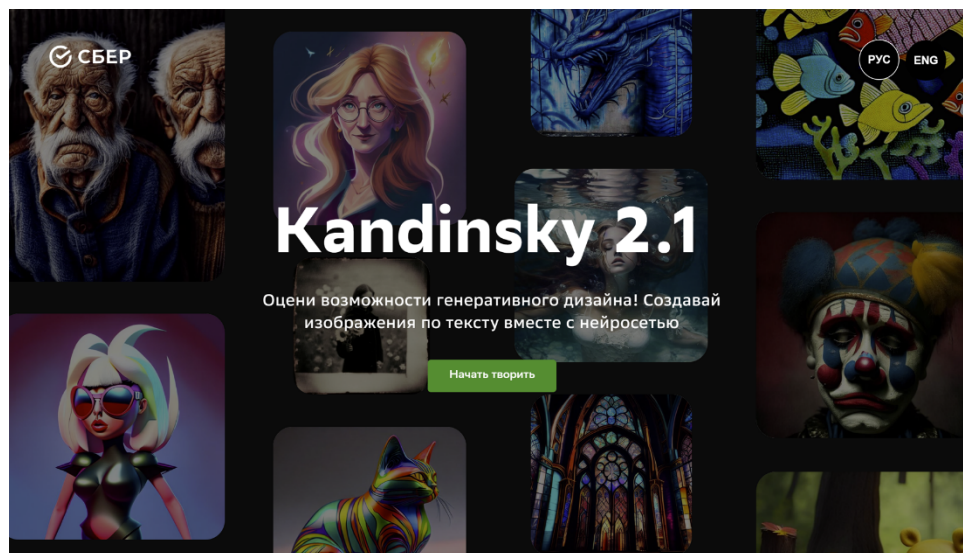 СБЕР
РУС
ENG
Kandinsky 2.1
Оцени возможности генеративного дизайна! Создавай
изображения по тексту вместе с нейросетью
Начать творить